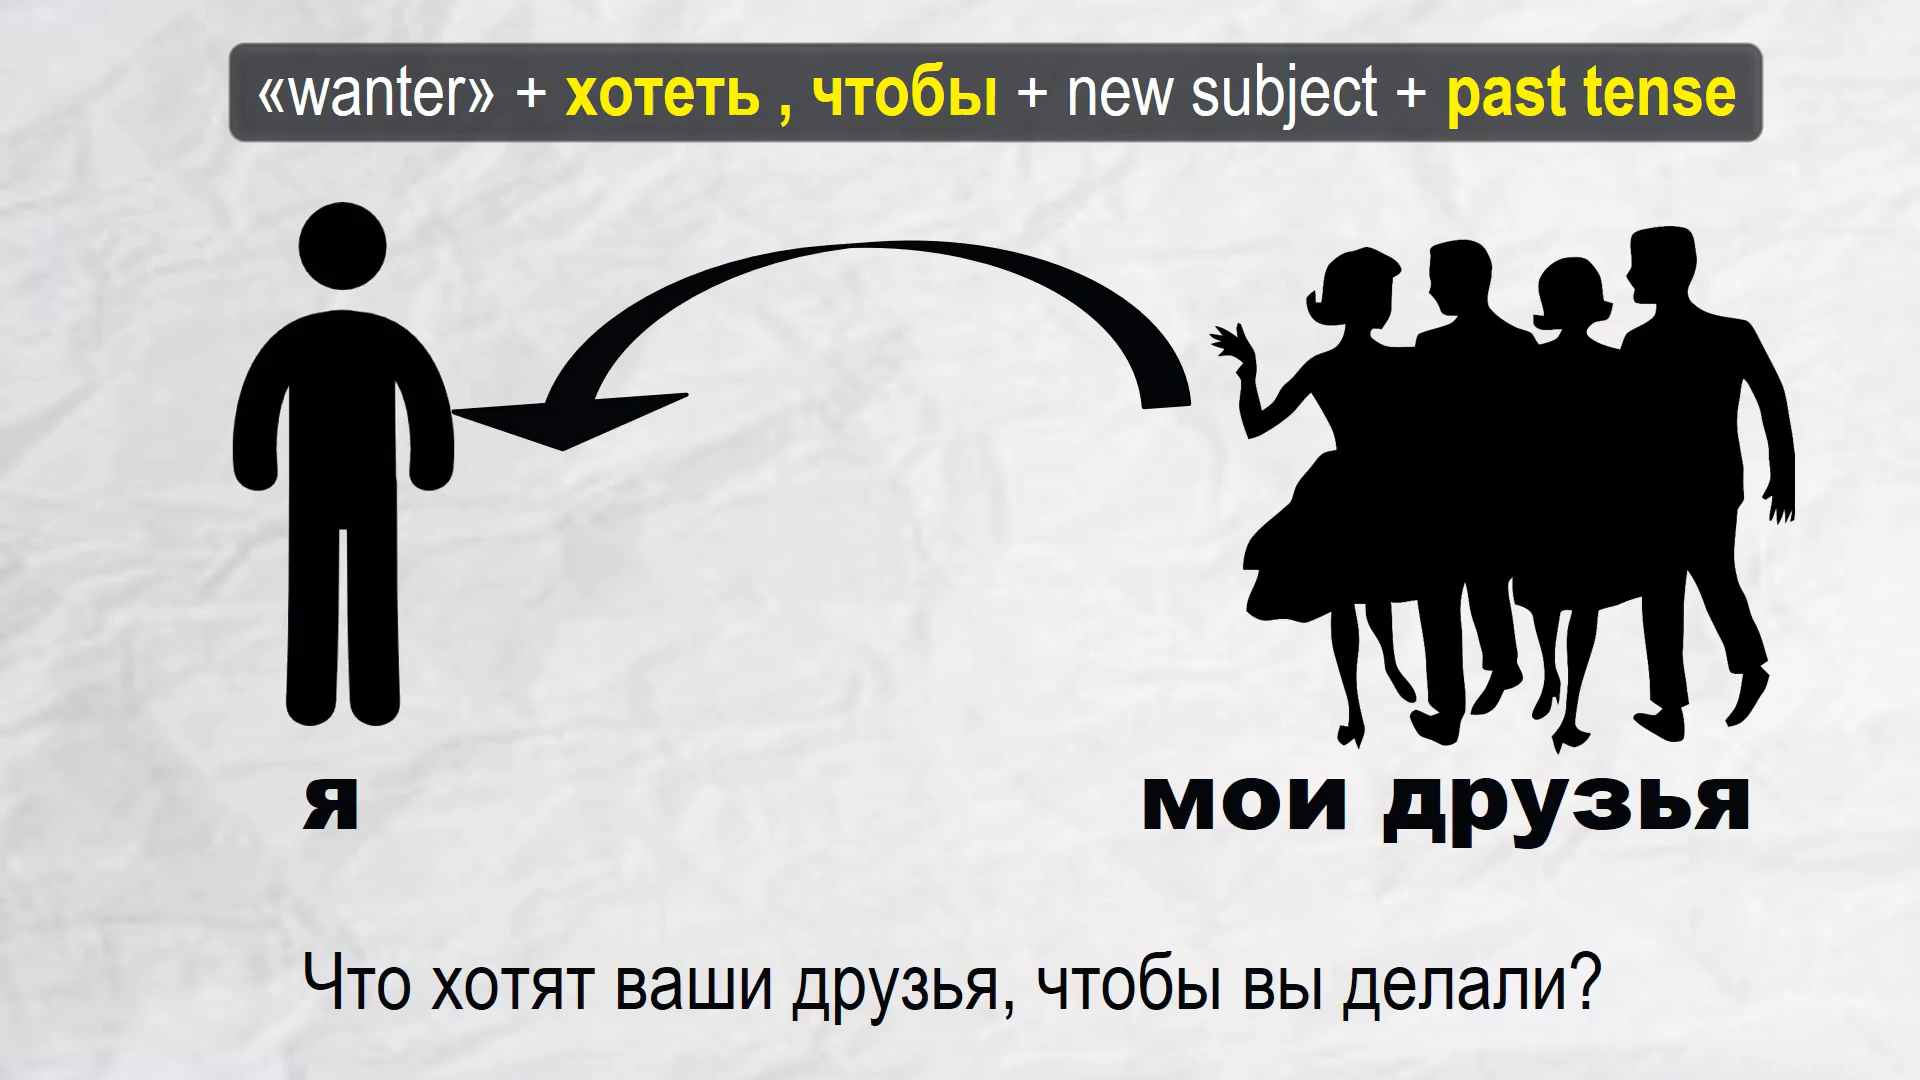 «wanter» + хотеть , чтобы + new subject + past tense
я
мои друзья
Что хотят ваши друзья, чтобы вы делали?